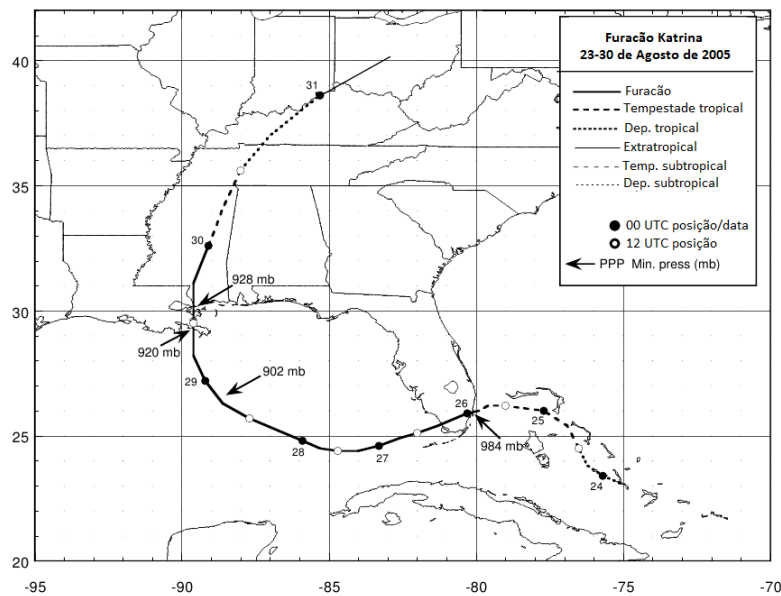 Furacão Katrina
23-30 de Agosto de 2005
Furacão
Tempestade tropical
Dep. tropical
Extratropical
Temp. subtropical
Dep. subtropical
00 UTC posição/data
12 UTC posição
PPP Min. press (mb)
40
31
35
30
928 mb
30
920 mb
29
902 mb
26
25
25
28
27
984 mb
24
20
-95
-90
-85
-80
-75
-70